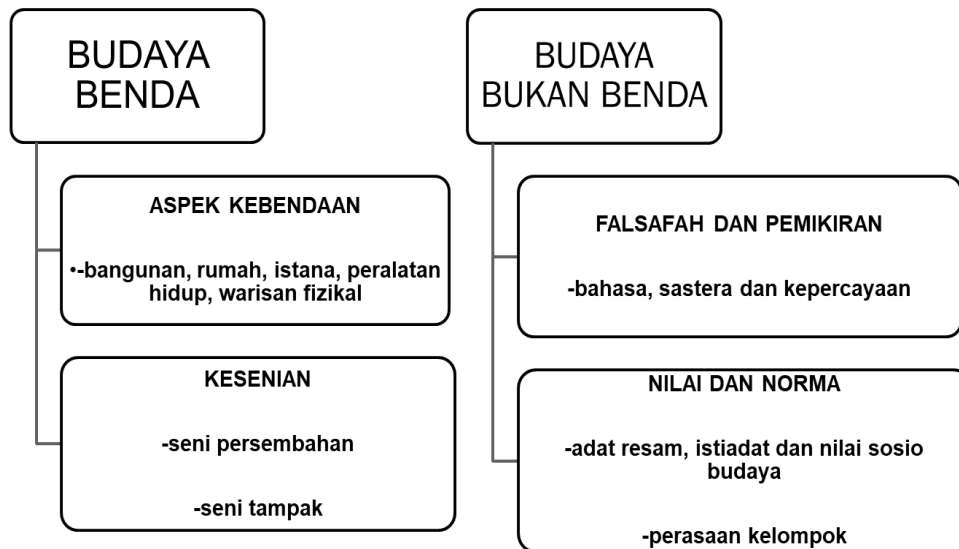 BUDAYA
BENDA
ASPEK KEBENDAAN
•-bangunan, rumah, istana, peralatan
hidup, warisan fizikal
KESENIAN
-seni persembahan
-seni tampak
BUDAYA
BUKAN BENDA
FALSAFAH DAN PEMIKIRAN
-bahasa, sastera dan kepercayaan
NILAI DAN NORMA
-adat resam, istiadat dan nilai sosio
budaya
-perasaan kelompok